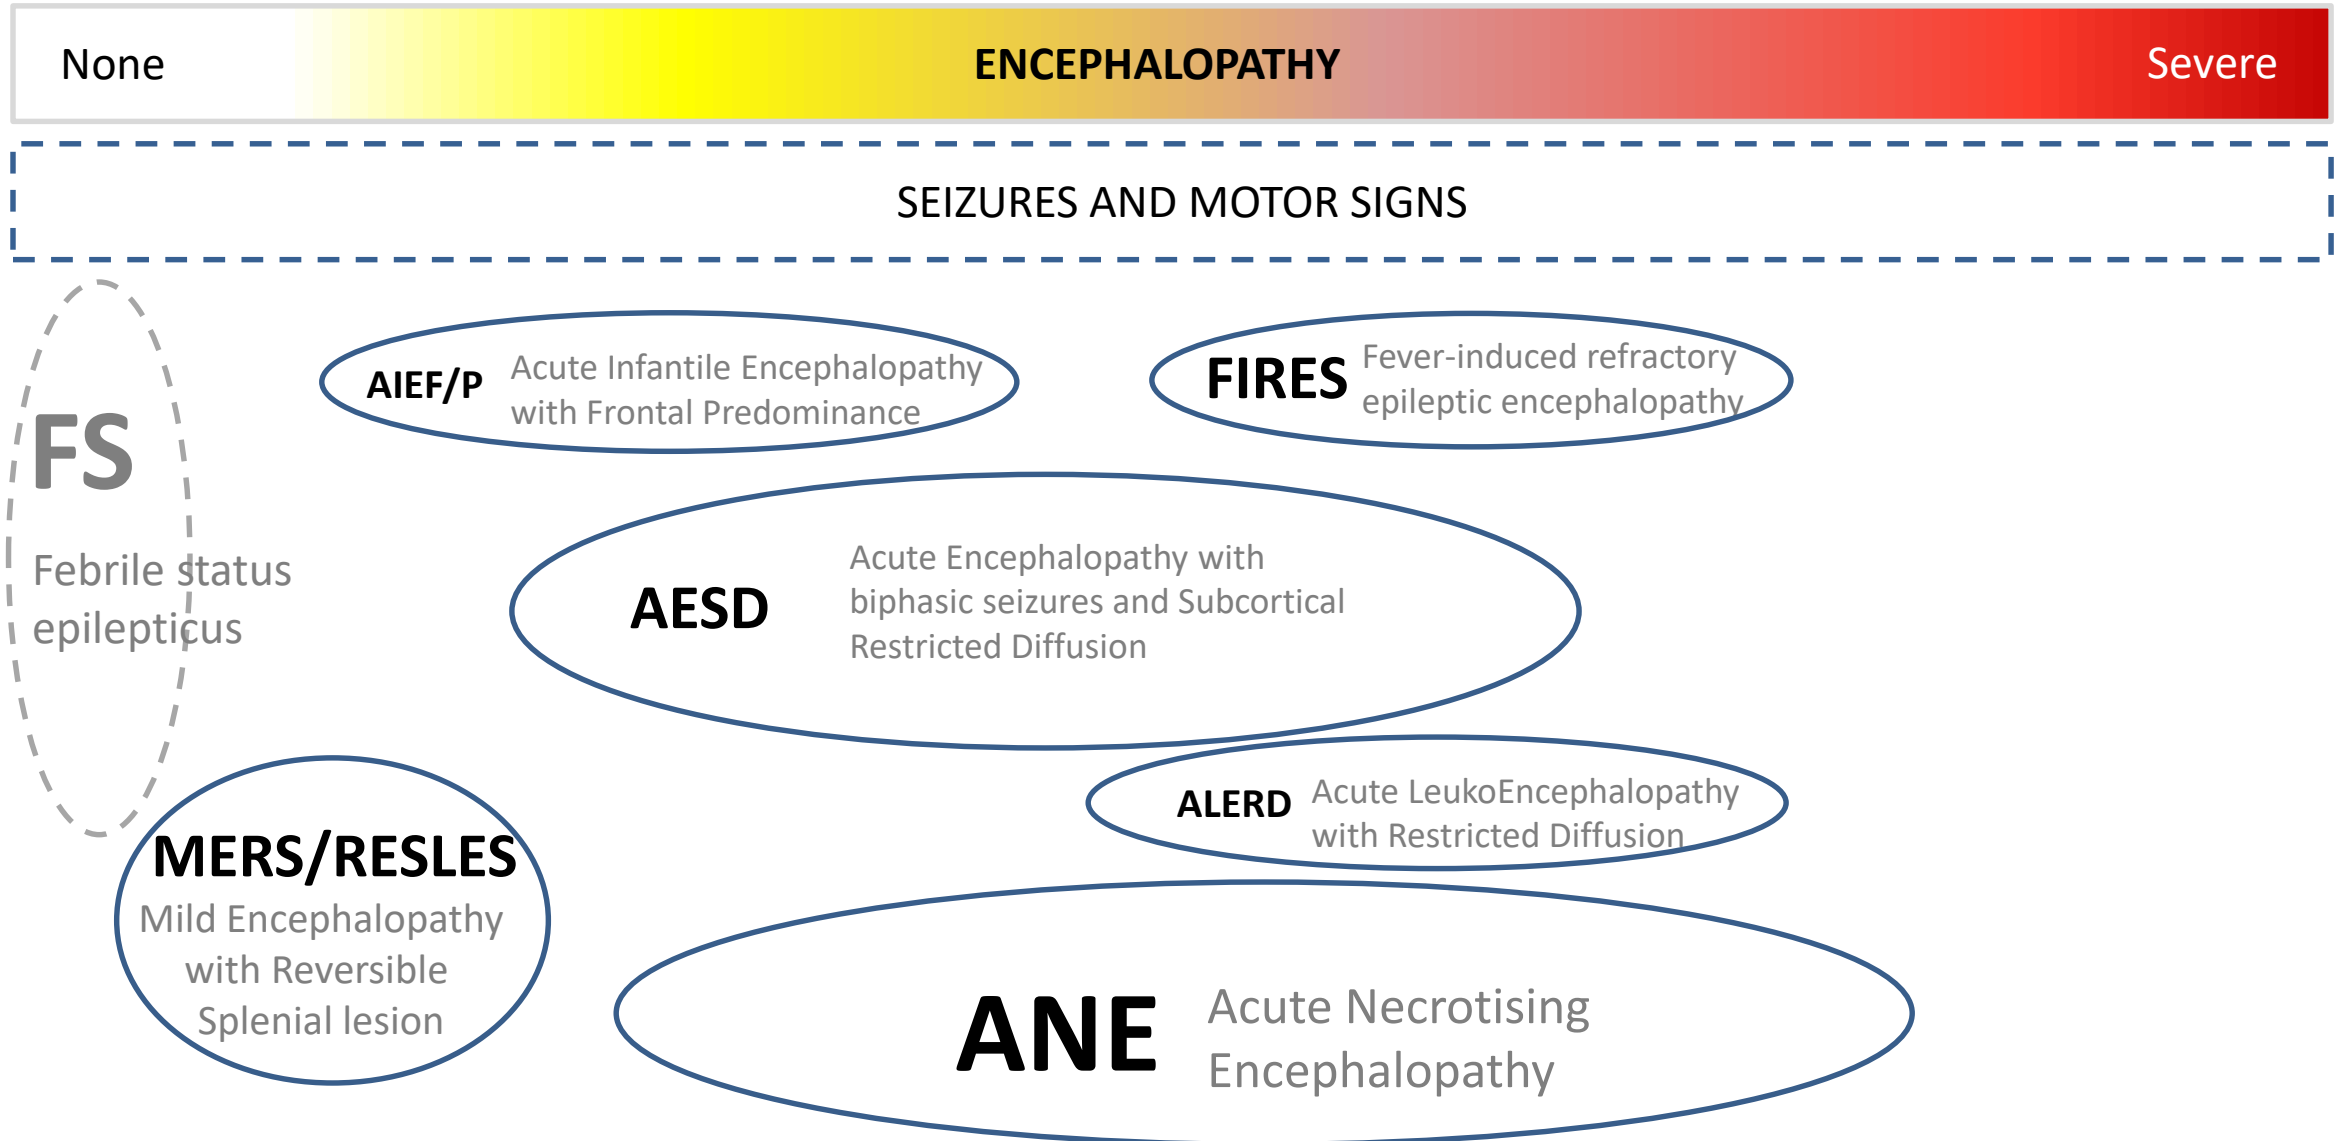 None
ENCEPHALOPATHY
Severe
SEIZURES AND MOTOR SIGNS
FS
Febrile status
epilepticus
AIEF/P
Acute Infantile Encephalopathy
with Frontal Predominance
FIRES
Fever-induced refractory
epileptic encephalopathy
AESD
Acute Encephalopathy with
biphasic seizures and Subcortical
Restricted Diffusion
ALERD
Acute LeukoEncephalopathy
with Restricted Diffusion
MERS/RESLES
Mild Encephalopathy
with Reversible
Splenial lesion
ANE
Acute Necrotising
Encephalopathy